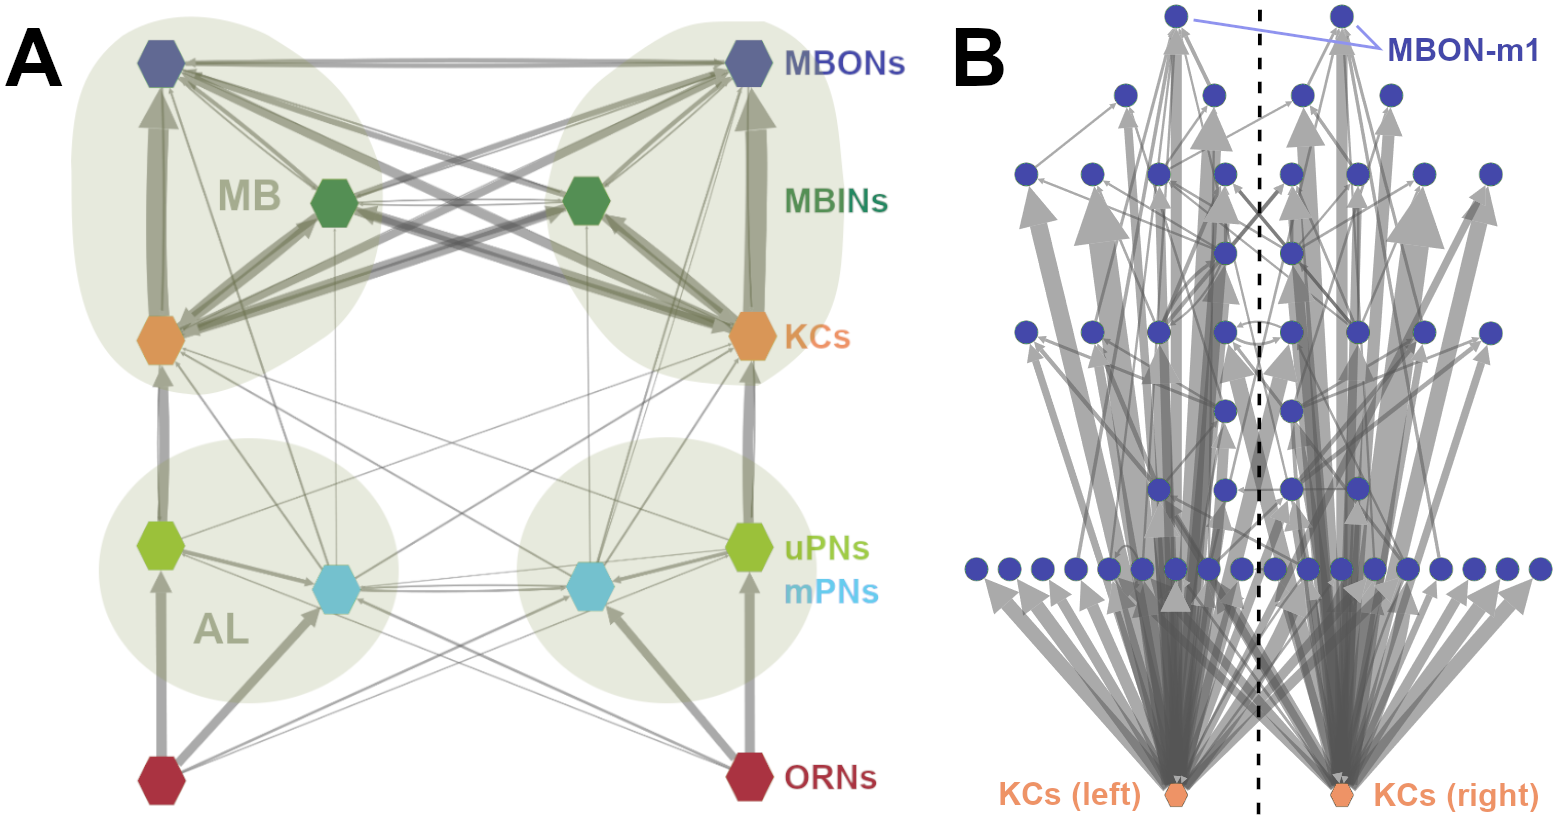 A
MBONs
MB
MBINs
KCs
uPNs
mPNs
AL
ORNs
B
MBON-m1
KCs (left)
KCs (right)